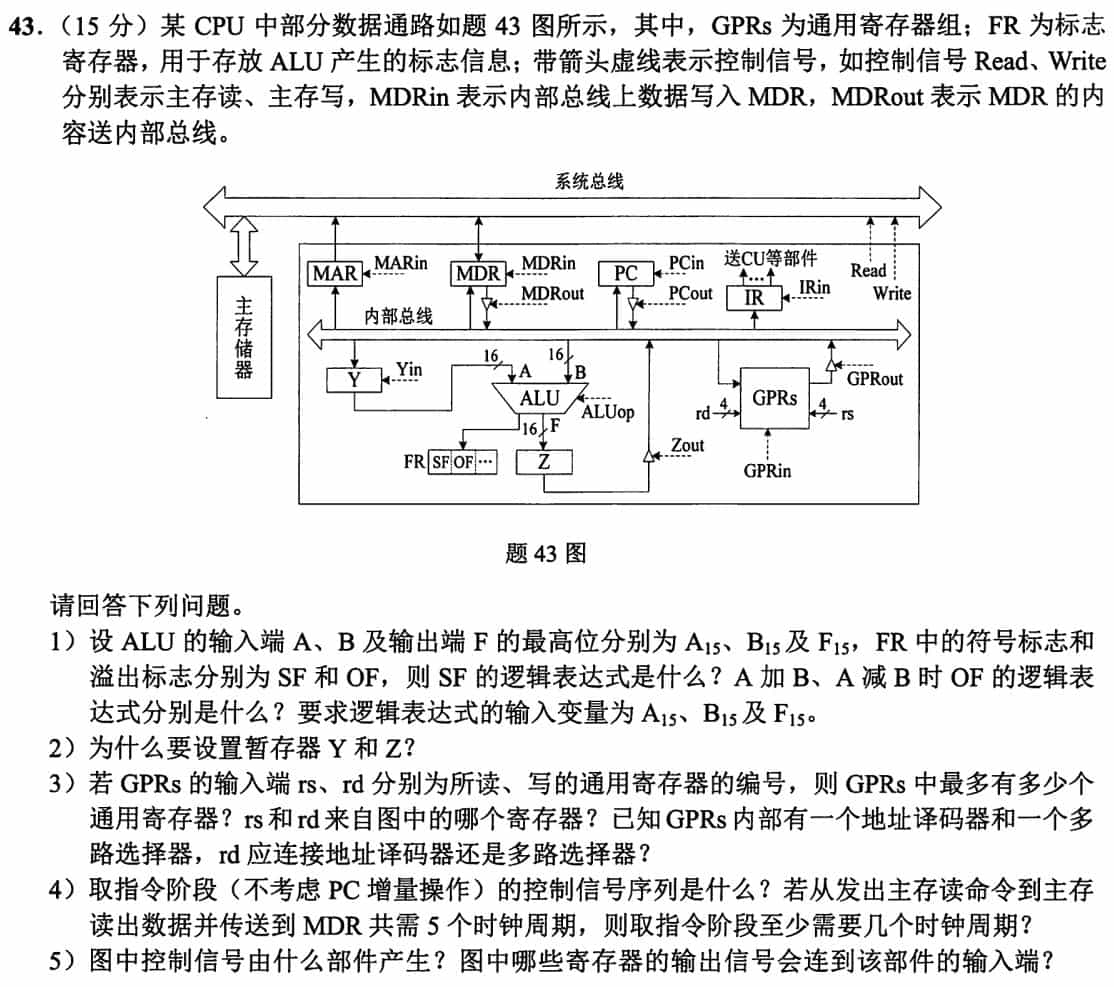 43.（15 分）某 CPU 中部分数据通路如题 43 图所示，其中，GPRs 为通用寄存器组；FR 为标志
寄存器，用于存放 ALU 产生的标志信息；带箭头虚线表示控制信号，如控制信号 Read、Write
分别表示主存读、主存写，MDRin 表示内部总线上数据写入 MDR，MDRout 表示 MDR 的内
容送内部总线。
系统总线
MAR
MARin
MDR
MDRin
MDRout
PC
PCin
PCout
送CU等部件
...
IR
IRin
Read
Write
主存储器
内部总线
Y
Yin
16
A
16
B
ALU
ALUop
16
F
FR
SF
OF
...
Z
Zout
rd
4
GPRs
4
rs
GPRout
GPRin
题 43 图
请回答下列问题。
1）设 ALU 的输入端 A、B 及输出端 F 的最高位分别为 A₁₅、B₁₅及 F₁₅，FR 中的符号标志和
溢出标志分别为 SF 和 OF，则 SF 的逻辑表达式是什么？A 加 B、A 减 B 时 OF 的逻辑表
达式分别是什么？要求逻辑表达式的输入变量为 A₁₅、B₁₅及 F₁₅。
2）为什么要设置暂存器 Y 和 Z？
3）若 GPRs 的输入端 rs、rd 分别为所读、写的通用寄存器的编号，则 GPRs 中最多有多少个
通用寄存器？rs 和 rd 来自图中的哪个寄存器？已知 GPRs 内部有一个地址译码器和一个多
路选择器，rd 应连接地址译码器还是多路选择器？
4）取指令阶段（不考虑 PC 增量操作）的控制信号序列是什么？若从发出主存读命令到主存
读出数据并传送到 MDR 共需 5 个时钟周期，则取指令阶段至少需要几个时钟周期？
5）图中控制信号由什么部件产生？图中哪些寄存器的输出信号会连到该部件的输入端？